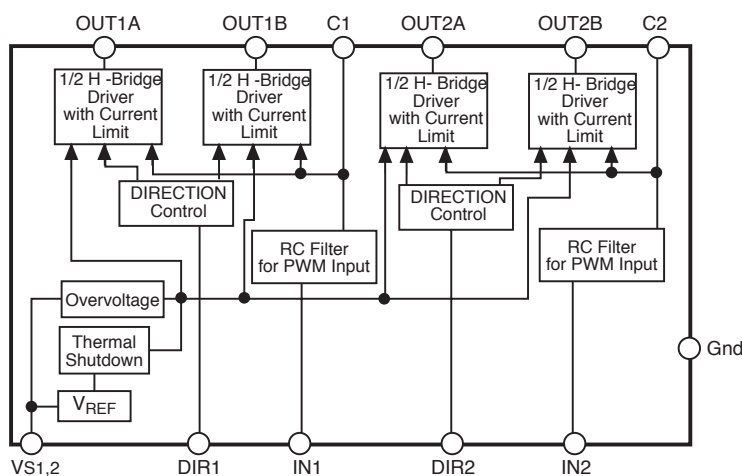 OUT1A
OUT1B
C1
OUT2A
OUT2B
C2
1/2 H -Bridge
Driver
with Current
Limit
1/2 H -Bridge
Driver
with Current
Limit
1/2 H- Bridge
Driver
with Current
Limit
1/2 H- Bridge
Driver
with Current
Limit
DIRECTION
Control
DIRECTION
Control
RC Filter
for PWM Input
RC Filter
for PWM Input
Overvoltage
Thermal
Shutdown
VREF
Gnd
VS1,2
DIR1
IN1
DIR2
IN2